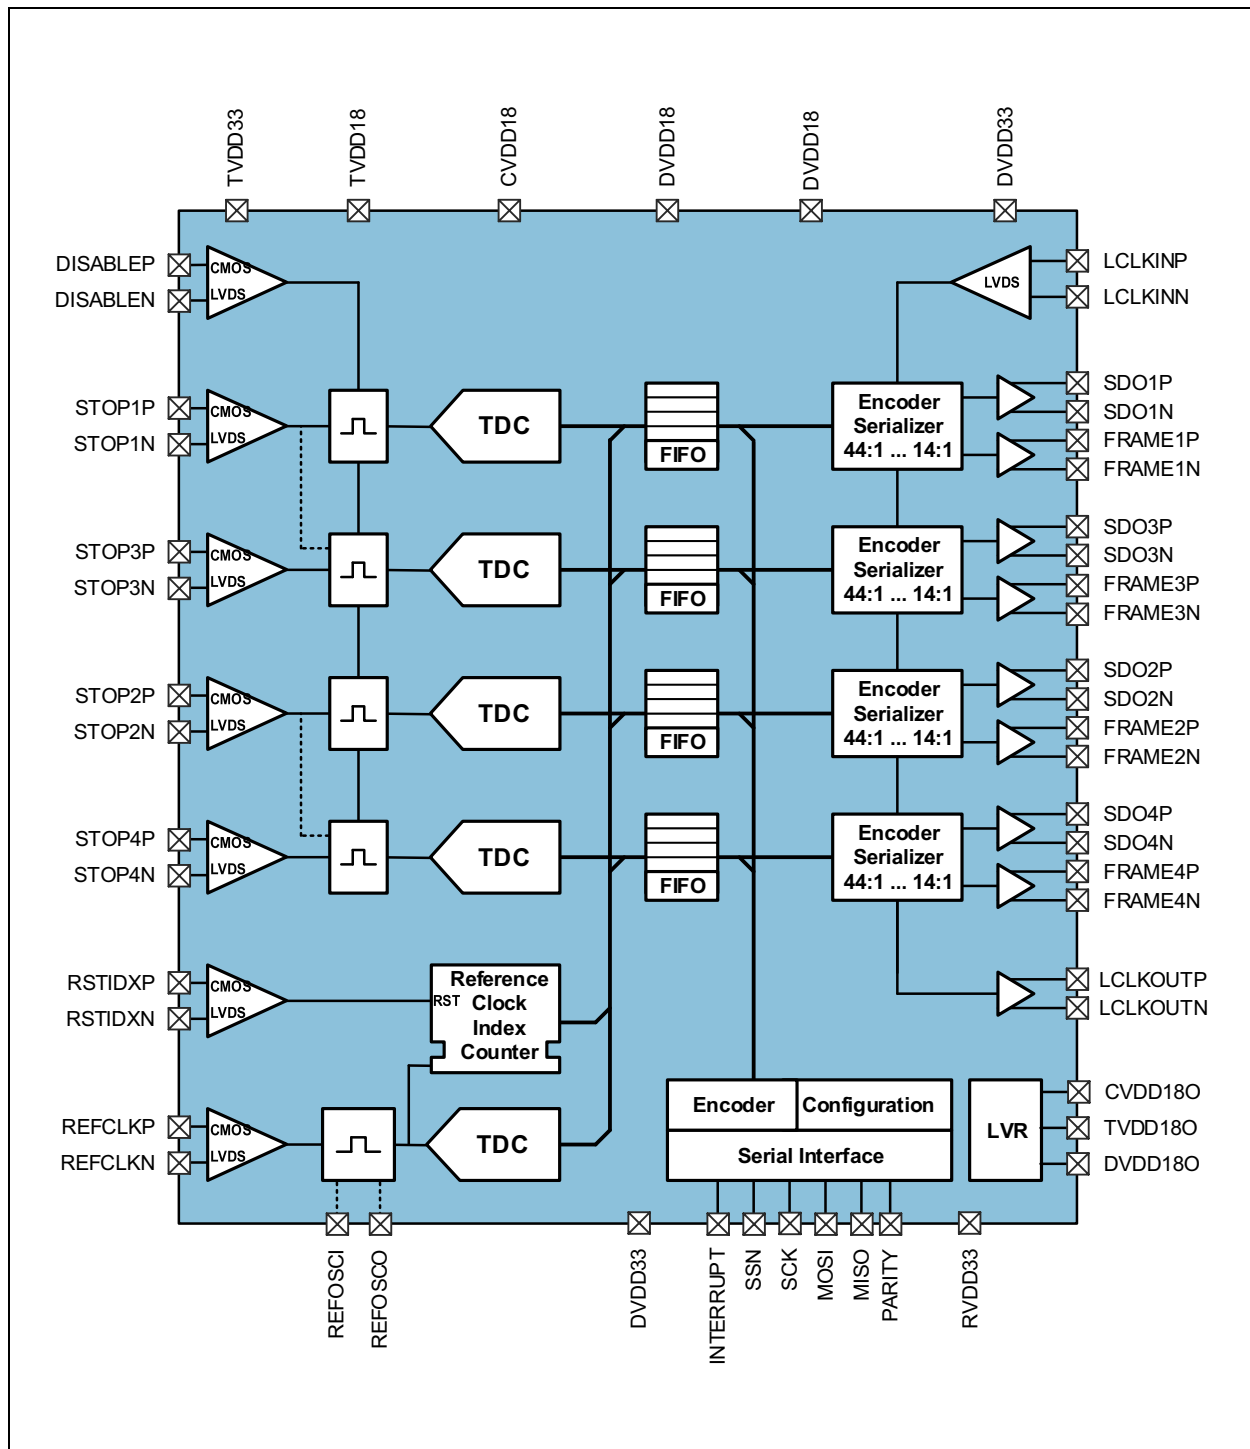 TVDD33
TVDD18
CVDD18
DVDD18
DVDD18
DVDD33
DISABLEP
DISABLEN
CMOS
LVDS
LVDS
LCLKINP
LCLKINN
STOP1P
STOP1N
CMOS
LVDS
TDC
FIFO
Encoder
Serializer
44:1 ... 14:1
SDO1P
SDO1N
FRAME1P
FRAME1N
STOP3P
STOP3N
CMOS
LVDS
TDC
FIFO
Encoder
Serializer
44:1 ... 14:1
SDO3P
SDO3N
FRAME3P
FRAME3N
STOP2P
STOP2N
CMOS
LVDS
TDC
FIFO
Encoder
Serializer
44:1 ... 14:1
SDO2P
SDO2N
FRAME2P
FRAME2N
STOP4P
STOP4N
CMOS
LVDS
TDC
FIFO
Encoder
Serializer
44:1 ... 14:1
SDO4P
SDO4N
FRAME4P
FRAME4N
RSTIDXP
RSTIDXN
CMOS
LVDS
RST
Reference
Clock
Index
Counter
LCLKOUTP
LCLKOUTN
REFCLKP
REFCLKN
CMOS
LVDS
TDC
Encoder
Configuration
Serial Interface
LVR
CVDD18O
TVDD18O
DVDD18O
REFOSCI
REFOSCO
DVDD33
INTERRUPT
SSN
SCK
MOSI
MISO
PARITY
RVDD33